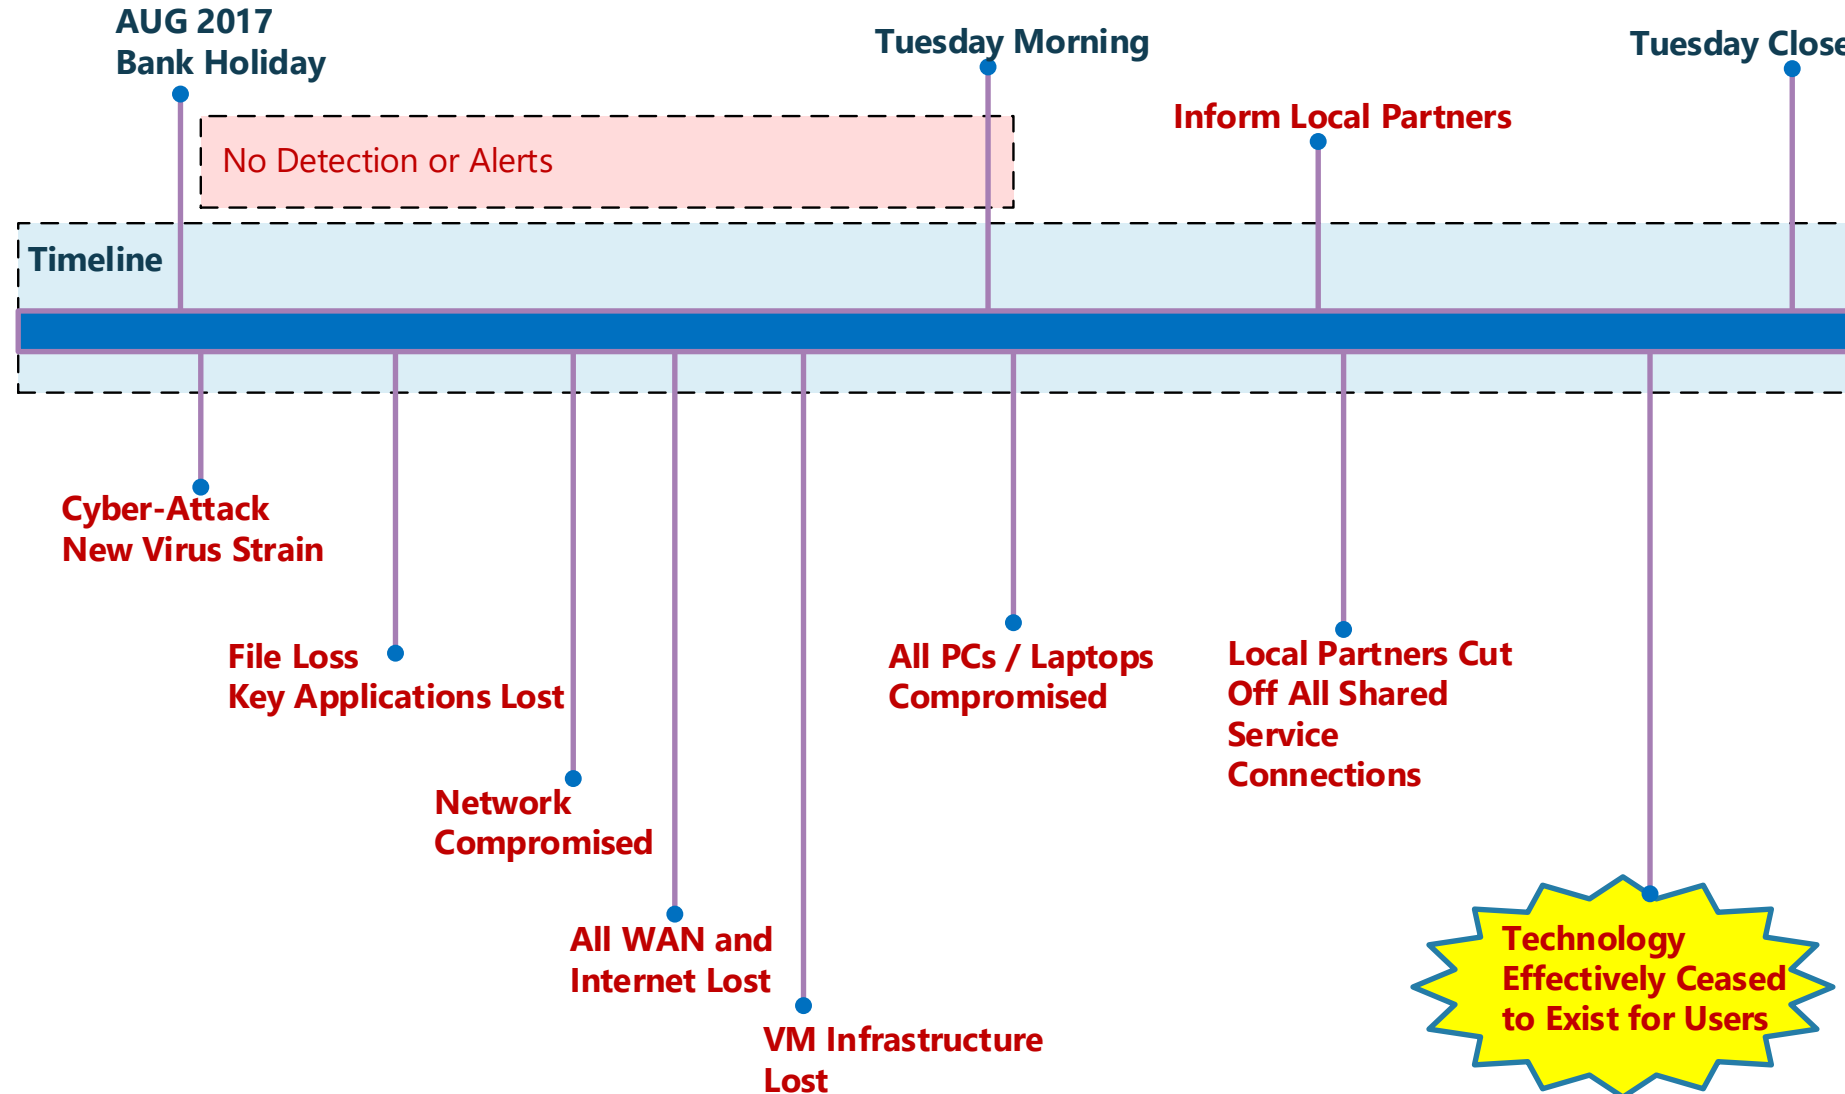 AUG 2017
Bank Holiday
Tuesday Morning
Tuesday Close
Inform Local Partners
No Detection or Alerts
Timeline
Cyber-Attack
New Virus Strain
File Loss
Key Applications Lost
Network
Compromised
All WAN and
Internet Lost
VM Infrastructure
Lost
All PCs / Laptops
Compromised
Local Partners Cut
Off All Shared
Service
Connections
Technology
Effectively Ceased
to Exist for Users